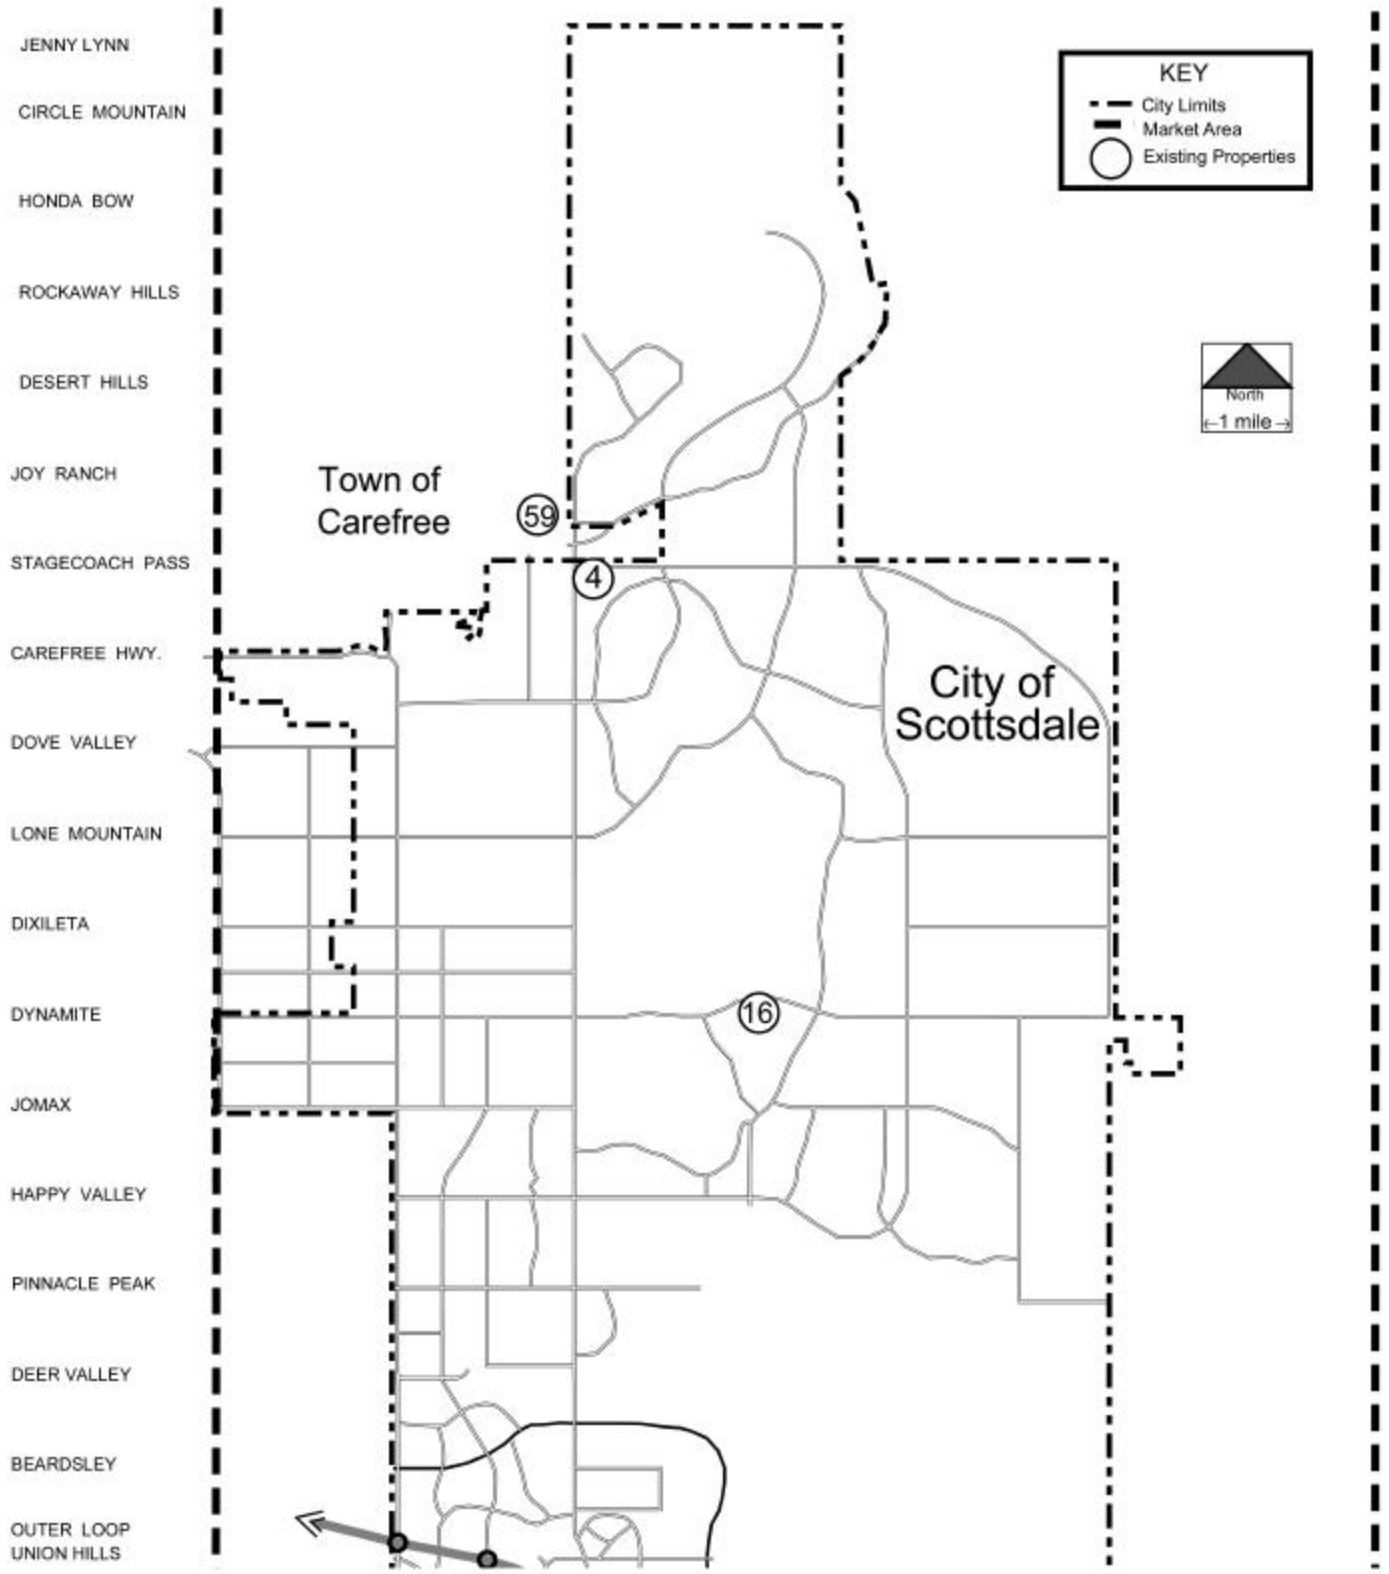 JENNY LYNN
KEY
City Limits
CIRCLE MOUNTAIN
Market Area
Existing Properties
HONDA BOW
ROCKAWAY HILLS
DESERT HILLS
North
←1 mile→
JOY RANCH
Town of
Carefree
59
STAGECOACH PASS
4
CAREFREE HWY.
City of
Scottsdale
DOVE VALLEY
LONE MOUNTAIN
DIXILETA
DYNAMITE
16
JOMAX
HAPPY VALLEY
PINNACLE PEAK
DEER VALLEY
BEARDSLEY
OUTER LOOP
UNION HILLS